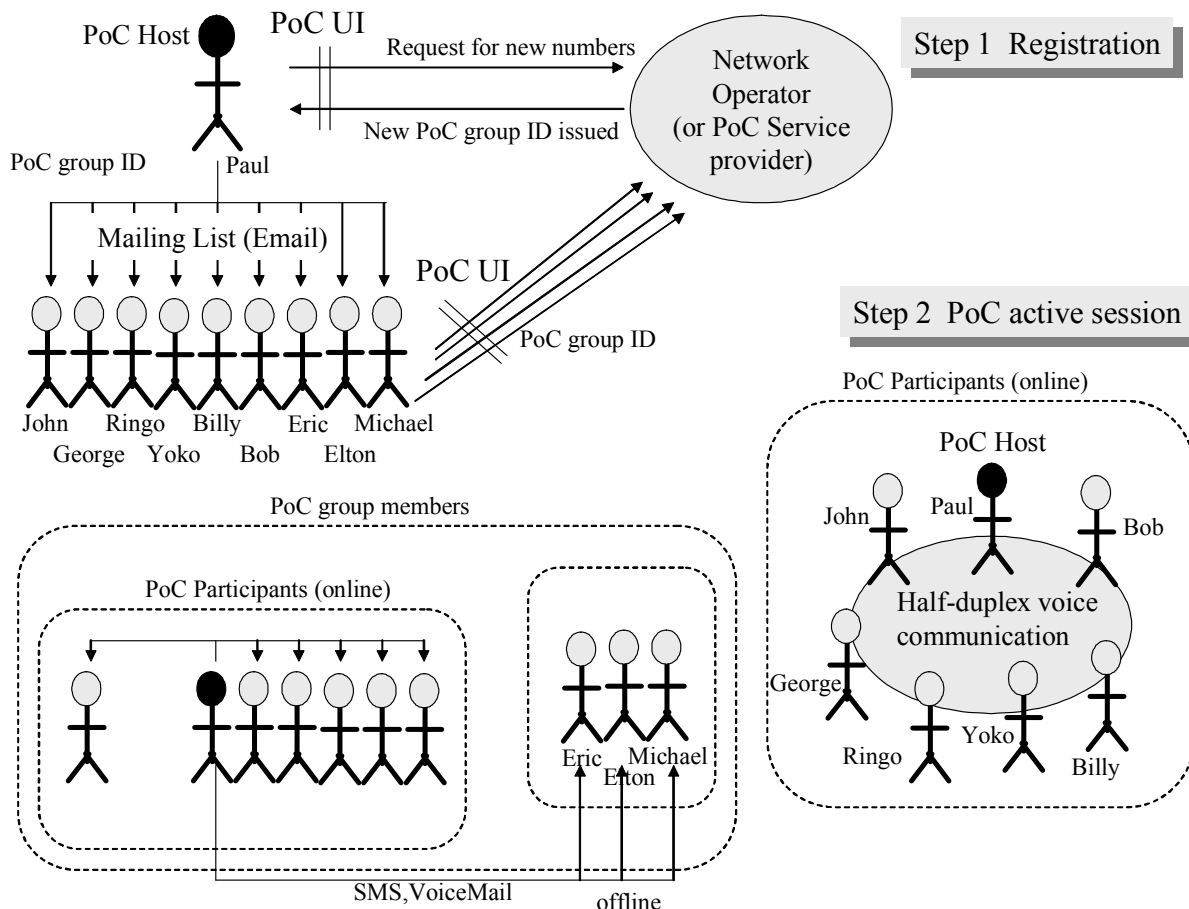 PoC Host
PoC UI
Request for new numbers
New PoC group ID issued
Network
Operator
(or PoC Service
provider)
Step 1 Registration
PoC group ID
Paul
Mailing List (Email)
PoC UI
PoC group ID
John
Ringo
Billy
Eric
Michael
George
Yoko
Bob
Elton
Step 2 PoC active session
PoC Participants (online)
PoC Host
John
Paul
Bob
Half-duplex voice
communication
George
Ringo
Yoko
Billy
PoC group members
PoC Participants (online)
Eric
Elton
Michael
SMS,VoiceMail
offline